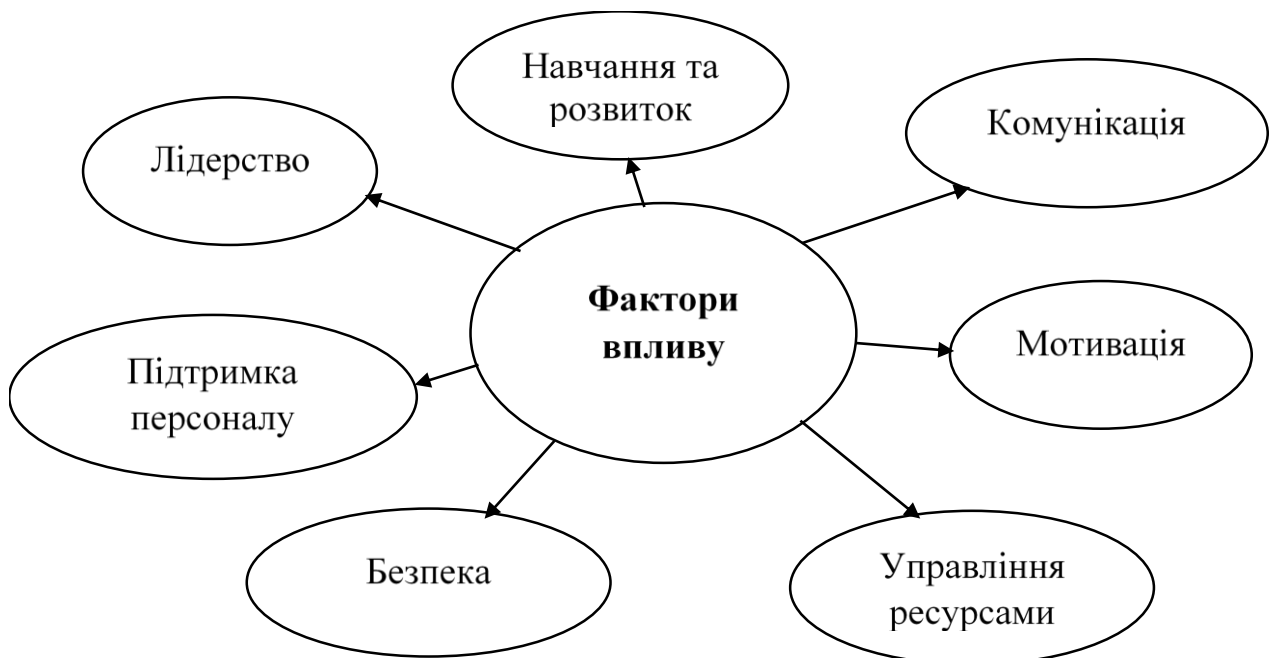 Навчання та
розвиток
Комунікація
Лідерство
Фактори
впливу
Мотивація
Підтримка
персоналу
Безпека
Управління
ресурсами